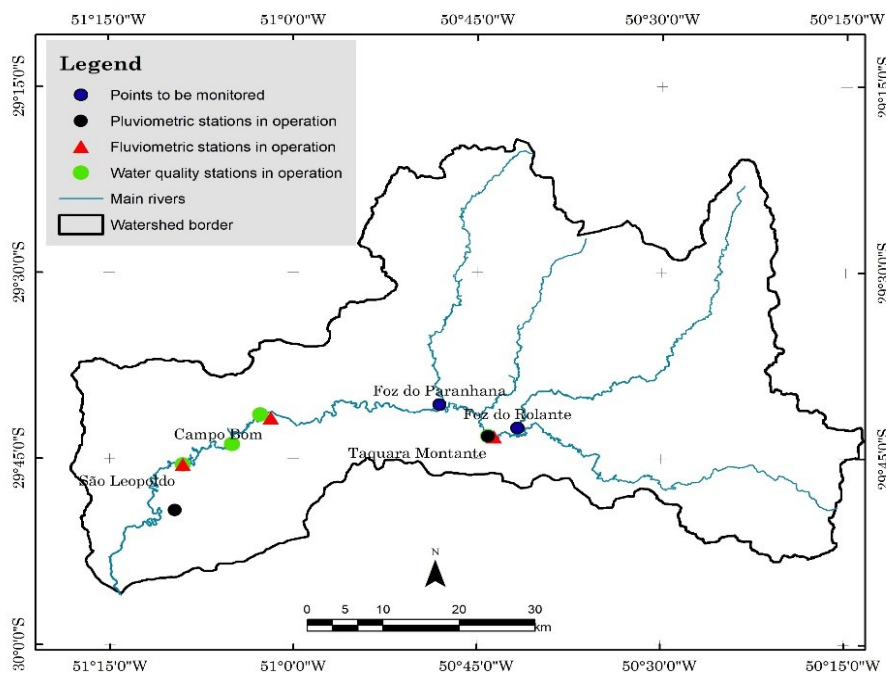 51°15'0"W 51°0'0"W 50°45'0"W 50°30'0"W 50°15'0"W
Legend
Points to be monitored
Pluviometric stations in operation
Fluviometric stations in operation
Water quality stations in operation
Main rivers
Watershed border
29°15'0"S
29°15'0"S
29°30'0"S
29°30'0"S
Foz do Paranhana
Foz do Rolante
Campo Bom
Taquara Montante
29°45'0"S
29°45'0"S
São Leopoldo
N
0 5 10 20 30
km
30°0'0"S
30°0'0"S
51°15'0"W 51°0'0"W 50°45'0"W 50°30'0"W 50°15'0"W